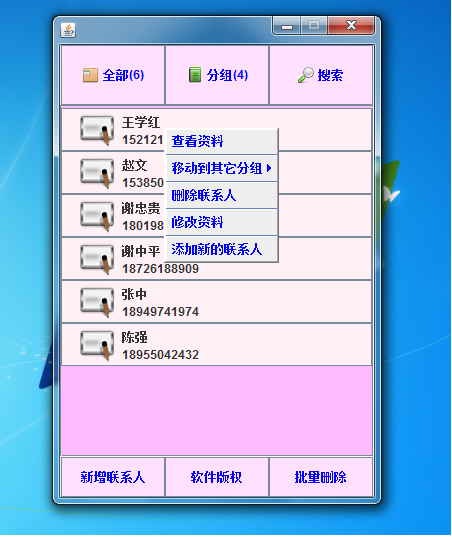 全部(6)
分组(4)
搜索
王学红
152121
赵文
153850
谢忠贵
180198
谢中平
18726188909
张中
18949741974
陈强
18955042432
查看资料
移动到其它分组
删除联系人
修改资料
添加新的联系人
新增联系人
软件版权
批量删除